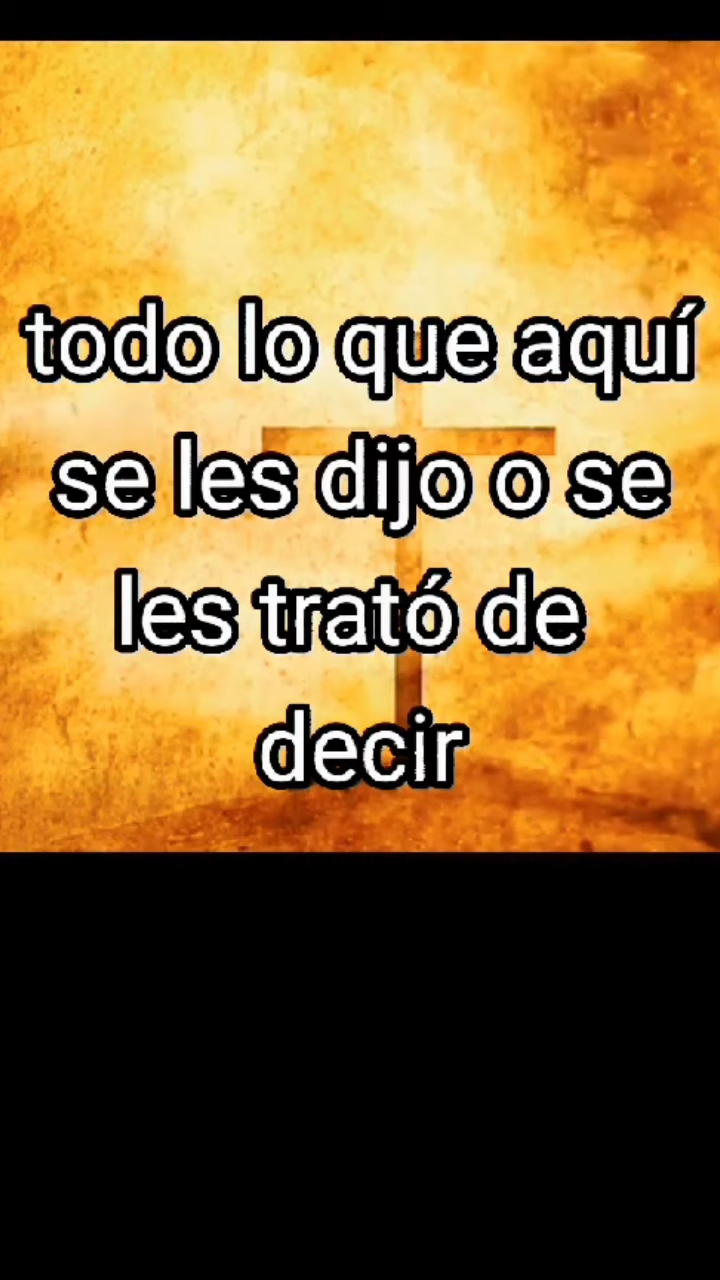 todo lo que aquí
se les dijo o se
les trató de
decir